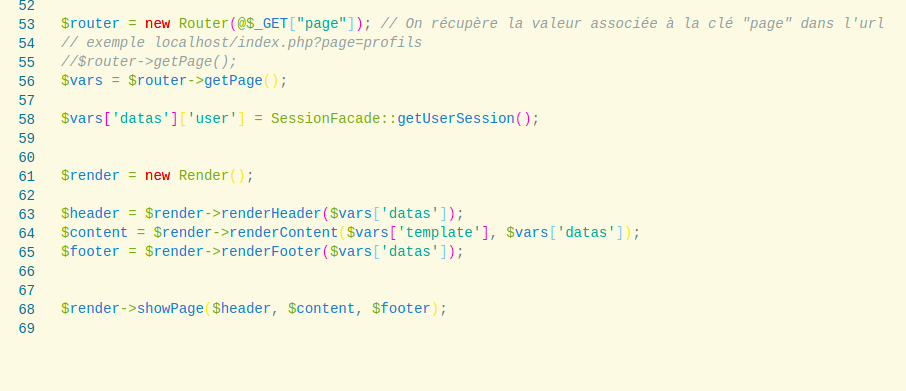 52
53 $router = new Router(@$_GET["page"]); // On récupère la valeur associée à la clé "page" dans l'url
54 // exemple localhost/index.php?page=profils
55 //$router->getPage();
56 $vars = $router->getPage();
57
58 $vars['datas']['user'] = SessionFacade::getUserSession();
59
60
61 $render = new Render();
62
63 $header = $render->renderHeader($vars['datas']);
64 $content = $render->renderContent($vars['template'], $vars['datas']);
65 $footer = $render->renderFooter($vars['datas']);
66
67
68 $render->showPage($header, $content, $footer);
69